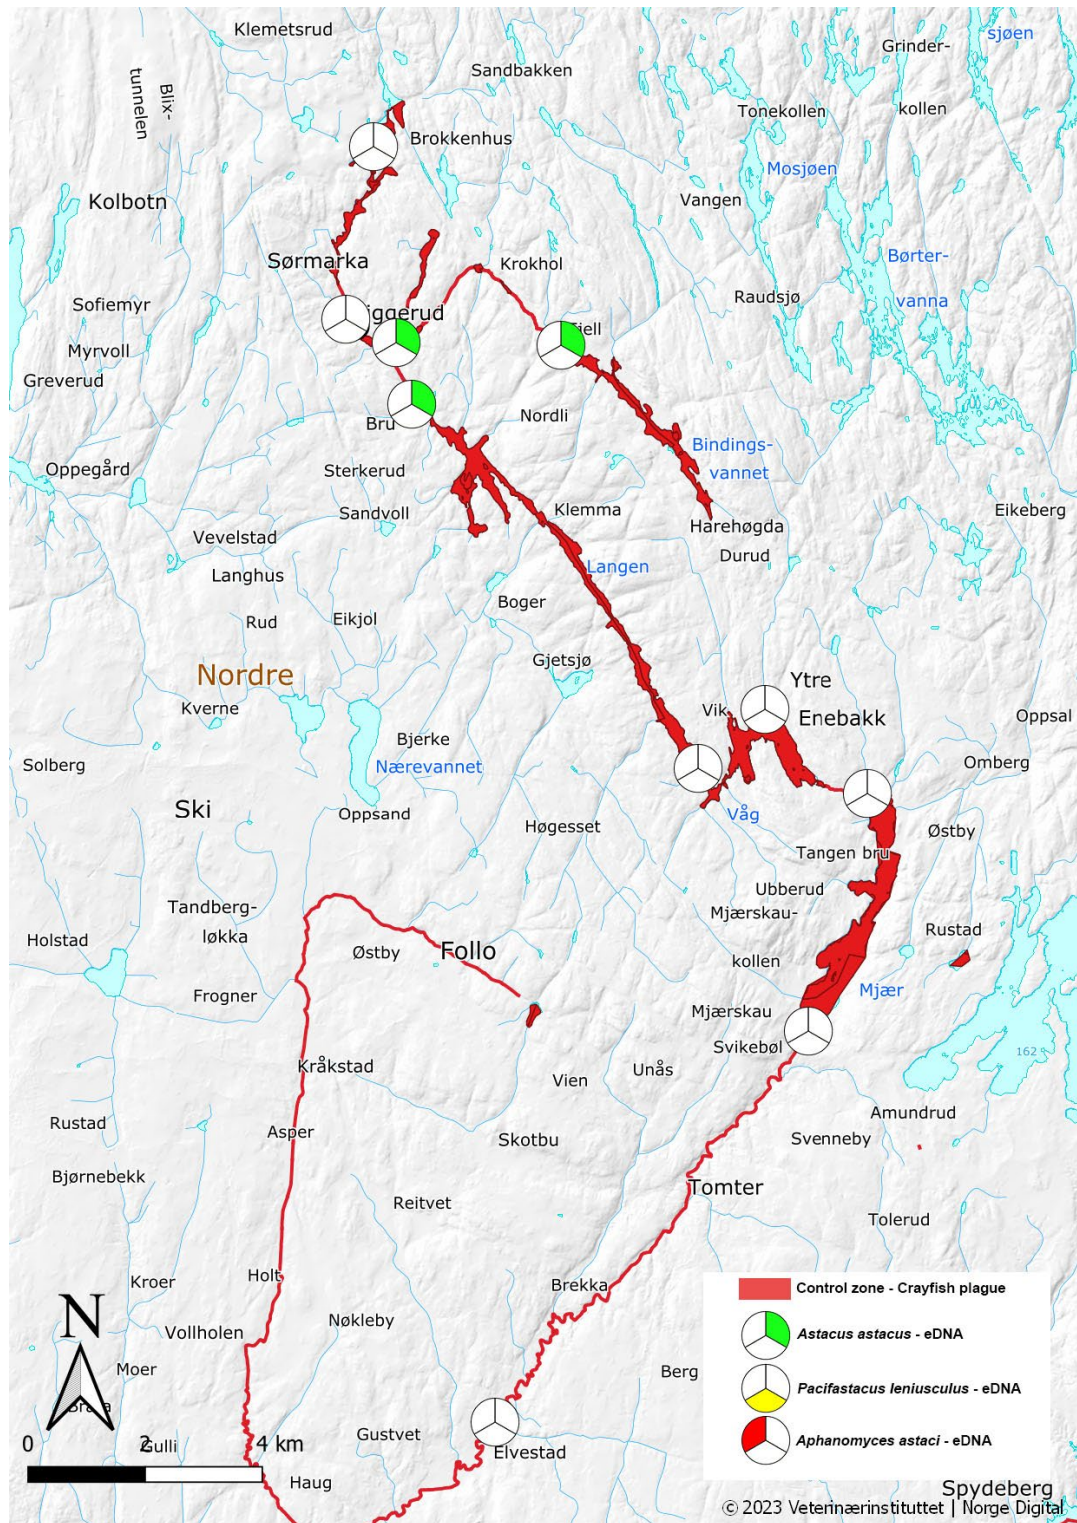 Klemetsrud
sjøen
Grinder-
kollen
Sandbakken
Blix-
tunnelen
Tonekollen
Brokkenhus
Mosjøen
Kolbotn
Vangen
Sørmarka
Krokhol
Børter-
vanna
Sofiemyr
Raudsjø
iggerud
Fjell
Myrvoll
Greverud
Nordli
Bru
Bindings-
vannet
Oppegård
Sterkerud
Sandvoll
Klemma
Eikeberg
Harehøgda
Vevelstad
Durud
Langhus
Langen
Boger
Rud
Eikjol
Gjetsjø
Nordre
Ytre
Enebakk
Kverne
Vik
Oppsal
Bjerke
Solberg
Nærevannet
Omberg
Ski
Oppsand
Våg
Høgesset
Østby
Tangen bru
Ubberud
Tandberg-
løkka
Mjærskau-
kollen
Rustad
Holstad
Østby
Follo
Frogner
Mjær
Mjærskau
Svikebøl
162
Kråkstad
Vien
Unås
Rustad
Asper
Skotbu
Amundrud
Svenneby
Bjørnebekk
Tomter
Reitvet
Tolerud
Kroer
Holt
Brekka
N
Nøkleby
Vollholen
Moer
Berg
Gustvet
Elvestad
Gulli
Haug
0 2 4 km
Control zone - Crayfish plague
Astacus astacus - eDNA
Pacifastacus leniusculus - eDNA
Aphanomyces astaci - eDNA
Spydeberg
© 2023 Veterinærinstituttet | Norge Digital